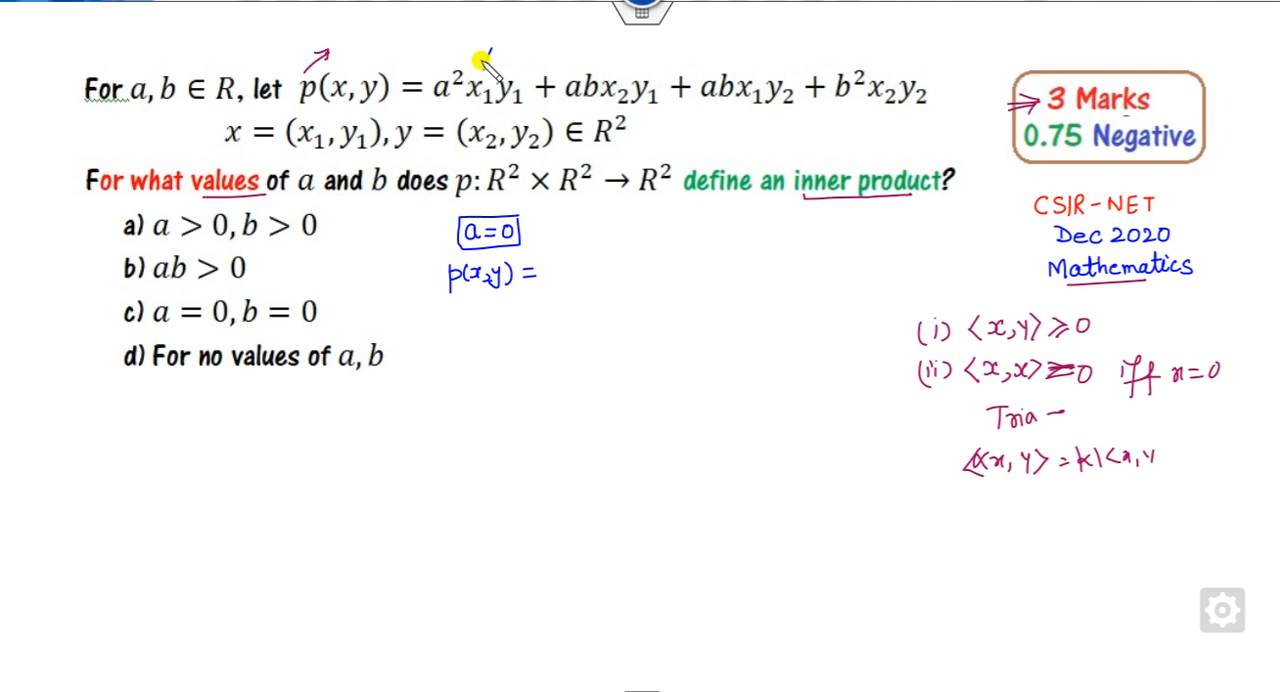 For a, b ∈ R, let p(x, y) = a²x₁y₁ + abx₂y₁ + abx₁y₂ + b²x₂y₂
x = (x₁, y₁), y = (x₂, y₂) ∈ R²
For what values of a and b does p: R² × R² → R² define an inner product?
a) a > 0, b > 0
b) ab > 0
c) a = 0, b = 0
d) For no values of a, b
a=0
p(x,y) =
3 Marks
0.75 Negative
CSIR-NET
Dec 2020
Mathematics
(i) ⟨x,y⟩ ≥ 0
(ii) ⟨x,x⟩ = 0 iff x=0
Tria -